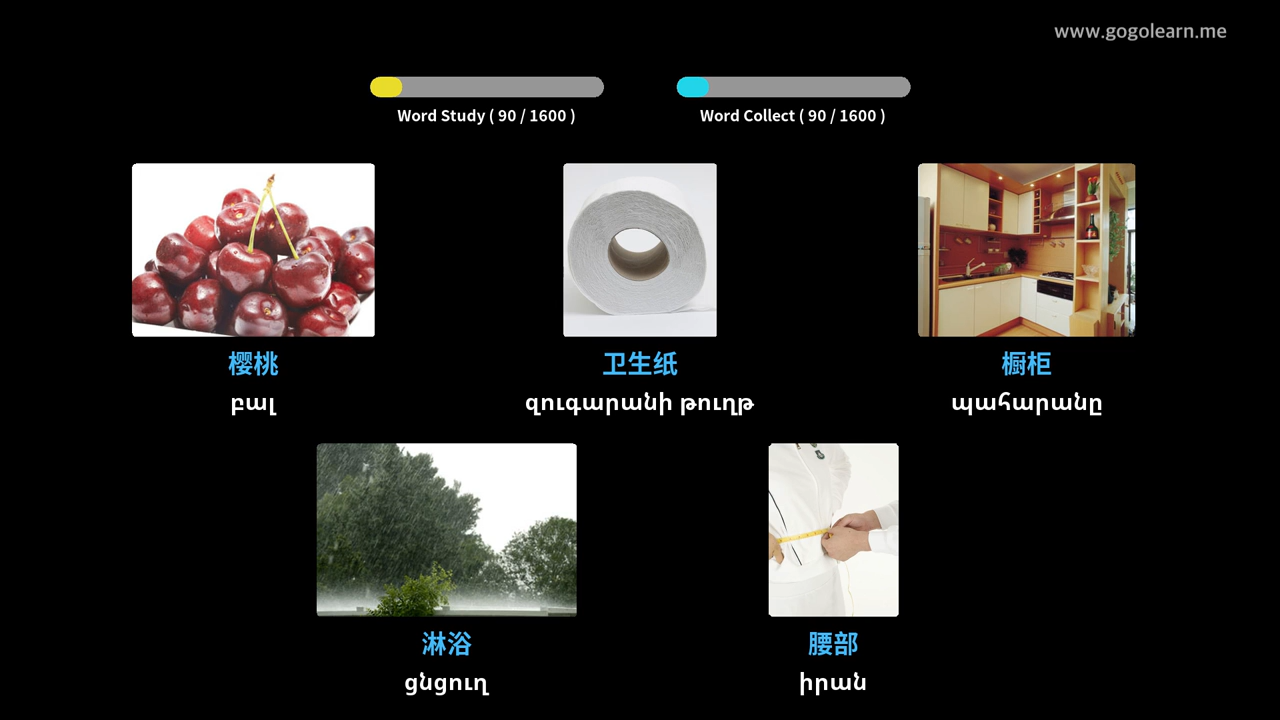 www.gogolearn.me
Word Study ( 90 / 1600 )
Word Collect ( 90 / 1600 )
樱桃
բալ
卫生纸
զուգարանի թուղթ
橱柜
պահարանը
淋浴
ցնցուղ
腰部
իրան